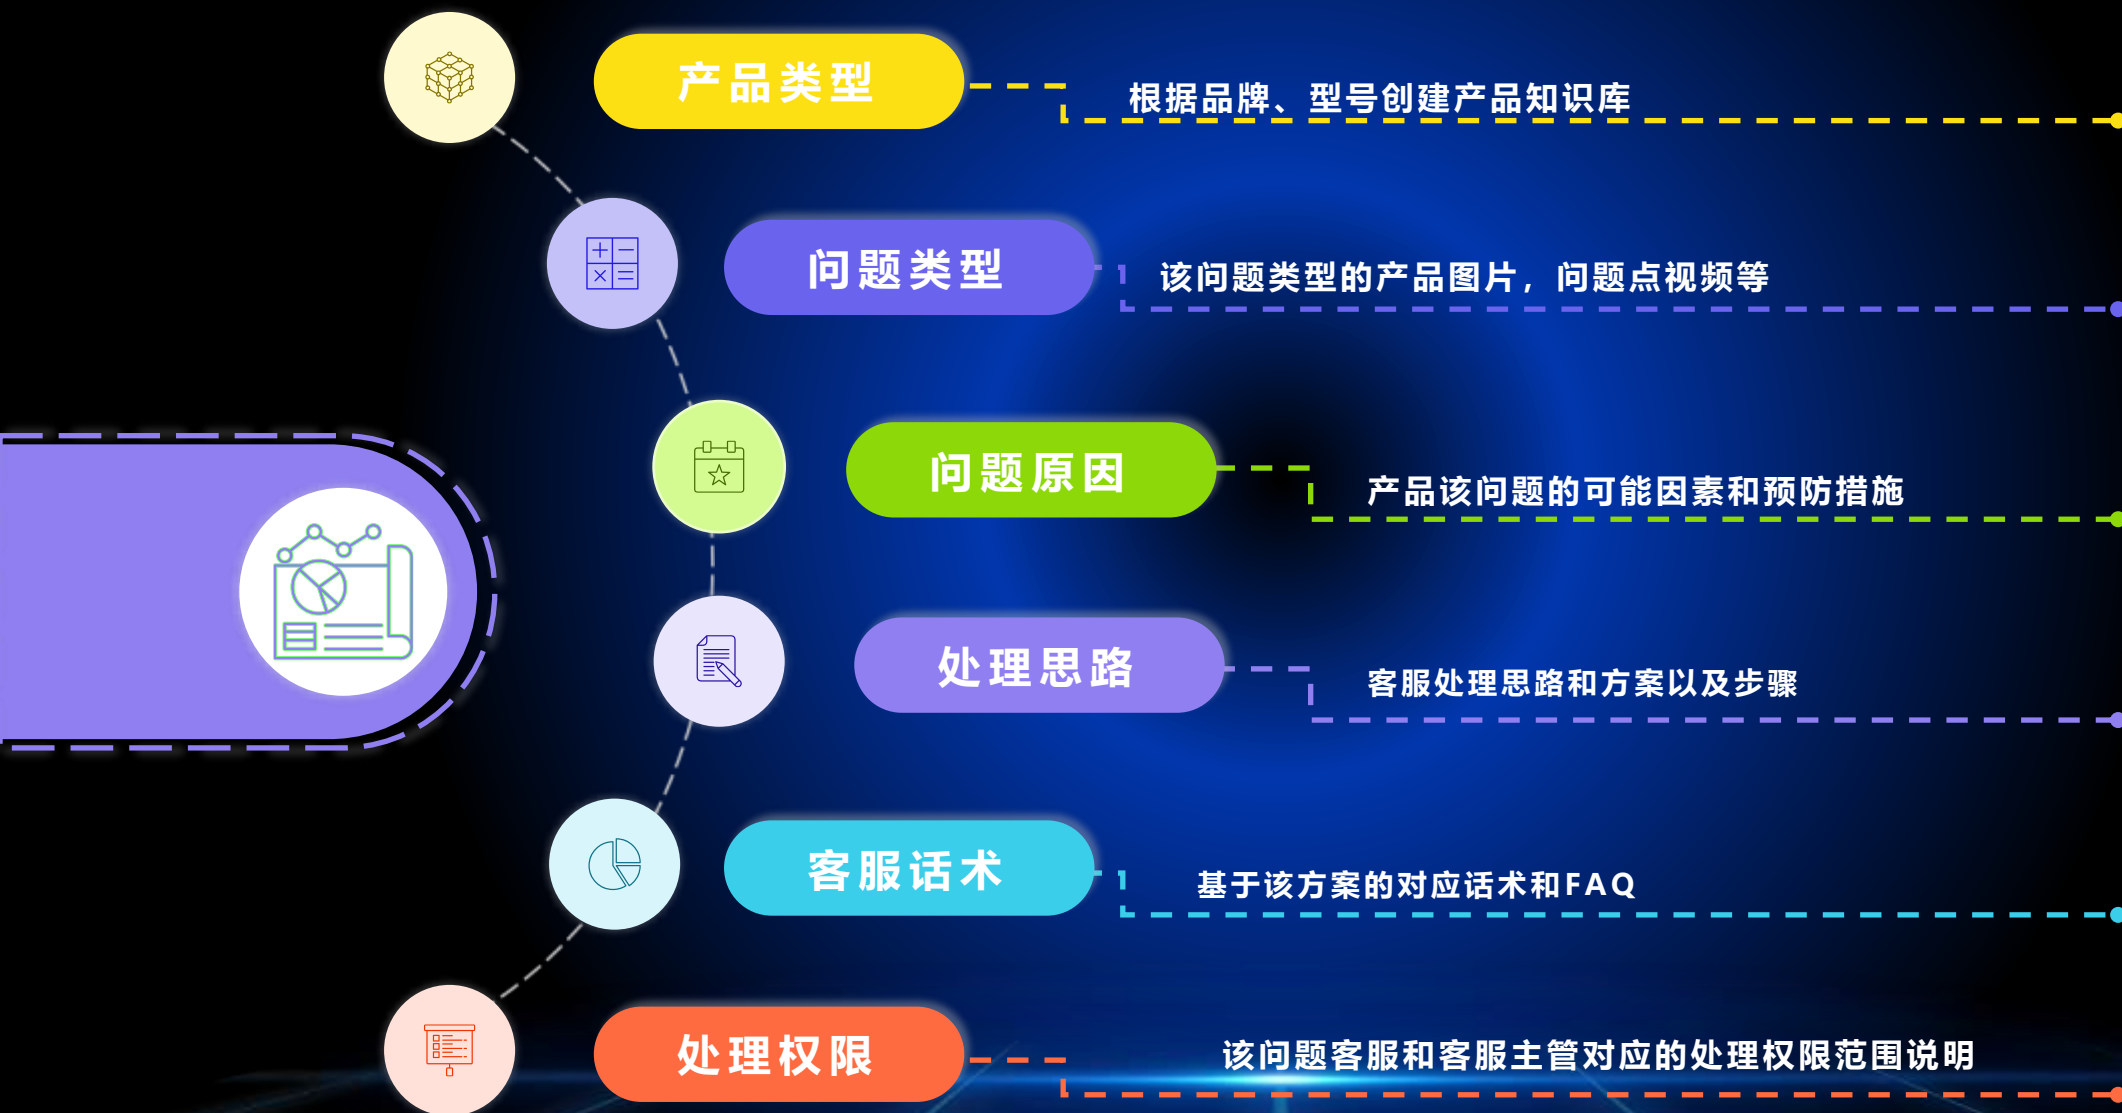 产品类型
根据品牌、型号创建产品知识库
问题类型
该问题类型的产品图片，问题点视频等
问题原因
产品该问题的可能因素和预防措施
处理思路
客服处理思路和方案以及步骤
客服话术
基于该方案的对应话术和FAQ
处理权限
该问题客服和客服主管对应的处理权限范围说明